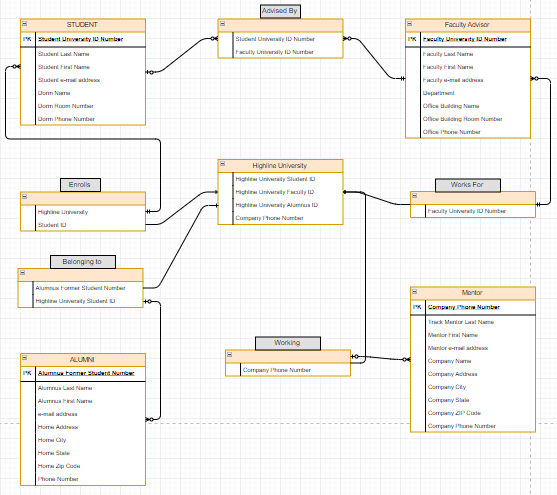 STUDENT
PK Student University ID Number
Student Last Name
Student First Name
Student e-mail address
Dorm Name
Dorm Room Number
Dorm Phone Number
Advised By
Student University ID Number
Faculty University ID Number
Faculty Advisor
PK Faculty University ID Number
Faculty Last Name
Faculty First Name
Faculty e-mail address
Department
Office Building Name
Office Building Room Number
Office Phone Number
Enrolls
Highline University
Student ID
Highline University
Highline University Student ID
Highline University Faculty ID
Highline University Alumnus ID
Company Phone Number
Works For
Faculty University ID Number
Belonging to
Alumnus Former Student Number
Highline University Student ID
ALUMNI
PK Alumnus Former Student Number
Alumnus Last Name
Alumnus First Name
e-mail address
Home Address
Home City
Home State
Home Zip Code
Phone Number
Working
Company Phone Number
Mentor
PK Company Phone Number
Track Mentor Last Name
Mentor First Name
Mentor e-mail address
Company Name
Company Address
Company City
Company State
Company ZIP Code
Company Phone Number